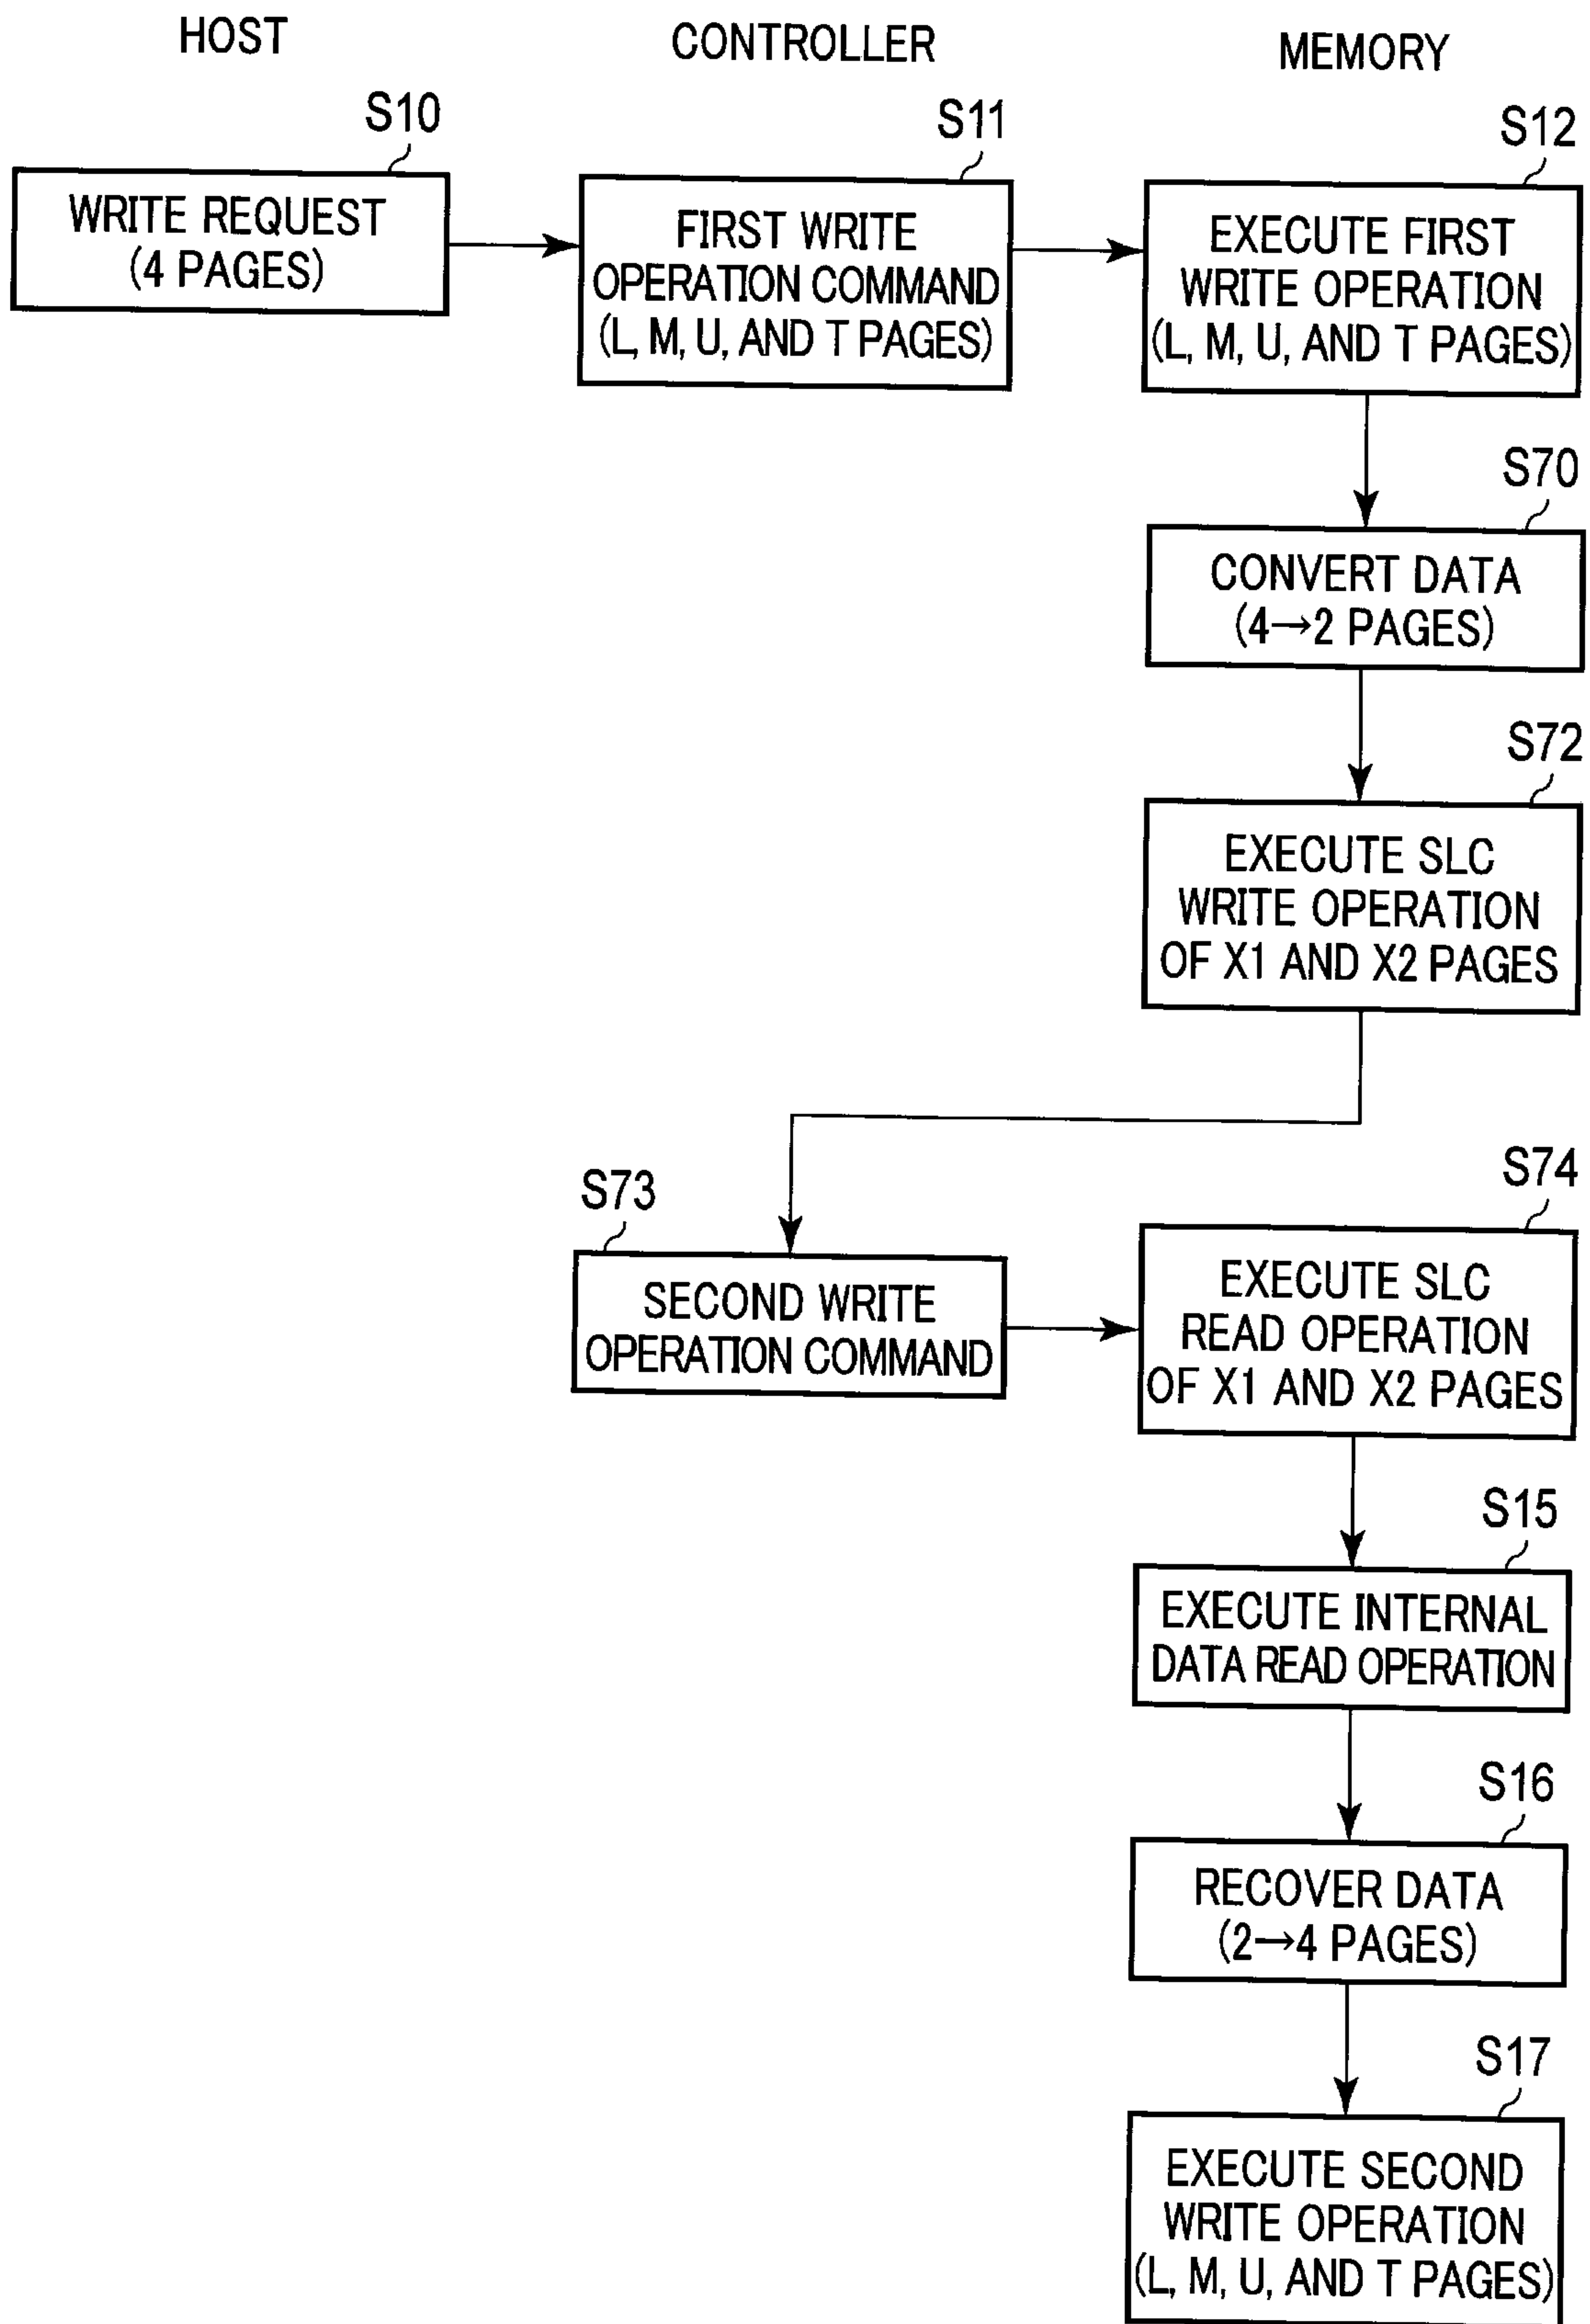 HOST
CONTROLLER
MEMORY
S10
S11
S12
WRITE REQUEST
(4 PAGES)
FIRST WRITE
OPERATION COMMAND
(L, M, U, AND T PAGES)
EXECUTE FIRST
WRITE OPERATION
(L, M, U, AND T PAGES)
S70
CONVERT DATA
(4→2 PAGES)
S72
EXECUTE SLC
WRITE OPERATION
OF X1 AND X2 PAGES
S73
SECOND WRITE
OPERATION COMMAND
S74
EXECUTE SLC
READ OPERATION
OF X1 AND X2 PAGES
S15
EXECUTE INTERNAL
DATA READ OPERATION
S16
RECOVER DATA
(2→4 PAGES)
S17
EXECUTE SECOND
WRITE OPERATION
(L, M, U, AND T PAGES)